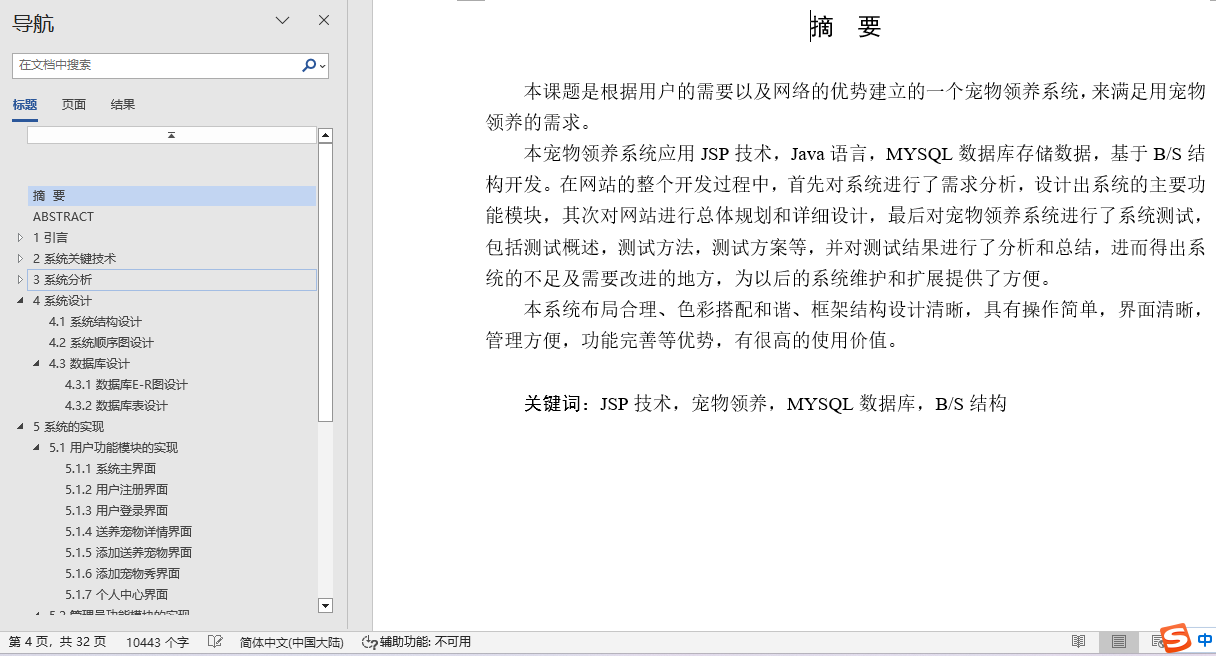 导航
在文档中搜索
标题 页面 结果
摘 要
ABSTRACT
1 引言
2 系统关键技术
3 系统分析
4 系统设计
4.1 系统结构设计
4.2 系统顺序图设计
4.3 数据库设计
4.3.1 数据库E-R图设计
4.3.2 数据库表设计
5 系统的实现
5.1 用户功能模块的实现
5.1.1 系统主界面
5.1.2 用户注册界面
5.1.3 用户登录界面
5.1.4 送养宠物详情界面
5.1.5 添加送养宠物界面
5.1.6 添加宠物秀界面
5.1.7 个人中心界面
5.2 管理员功能模块的实现
摘 要
本课题是根据用户的需要以及网络的优势建立的一个宠物领养系统，来满足用宠物
领养的需求。
本宠物领养系统应用 JSP 技术，Java 语言，MYSQL 数据库存储数据，基于 B/S 结
构开发。在网站的整个开发过程中，首先对系统进行了需求分析，设计出系统的主要功
能模块，其次对网站进行总体规划和详细设计，最后对宠物领养系统进行了系统测试，
包括测试概述，测试方法，测试方案等，并对测试结果进行了分析和总结，进而得出系
统的不足及需要改进的地方，为以后的系统维护和扩展提供了方便。
本系统布局合理、色彩搭配和谐、框架结构设计清晰，具有操作简单，界面清晰，
管理方便，功能完善等优势，有很高的使用价值。
关键词：JSP 技术，宠物领养，MYSQL 数据库，B/S 结构
第 4 页，共 32 页 10443 个字 简体中文(中国大陆) 辅助功能: 不可用 中